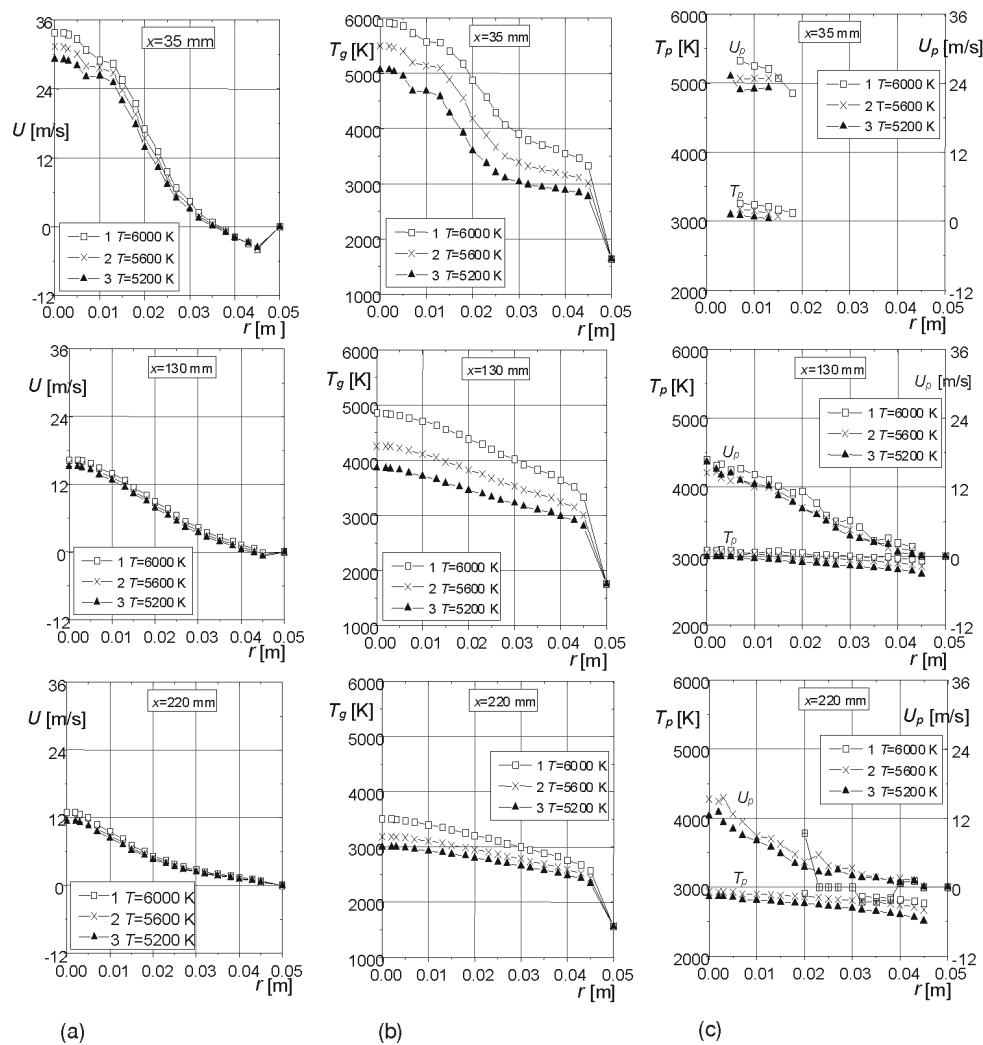 36
24
12
0
-12
U
[m/s]
x=35 mm
1 T=6000 K
2 T=5600 K
3 T=5200 K
0.00 0.01 0.02 0.03 0.04 0.05
r [m]
6000
5000
4000
3000
2000
1000
Tg [K]
x=35 mm
1 T=6000 K
2 T=5600 K
3 T=5200 K
0.00 0.01 0.02 0.03 0.04 0.05
r [m]
6000
5000
4000
3000
2000
Tp [K]
x=35 mm
36
24
12
0
-12
Up [m/s]
Up
1 T=6000 K
2 T=5600 K
3 T=5200 K
Tp
0.00 0.01 0.02 0.03 0.04 0.05
r [m]
36
24
12
0
-12
U [m/s]
x=130 mm
1 T=6000 K
2 T=5600 K
3 T=5200 K
0.00 0.01 0.02 0.03 0.04 0.05
r [m]
6000
5000
4000
3000
2000
1000
Tg [K]
x=130 mm
1 T=6000 K
2 T=5600 K
3 T=5200 K
0.00 0.01 0.02 0.03 0.04 0.05
r [m]
6000
5000
4000
3000
2000
Tp [K]
x=130 mm
36
24
12
0
-12
Up [m/s]
1 T=6000 K
2 T=5600 K
3 T=5200 K
Up
Tp
0.00 0.01 0.02 0.03 0.04 0.05
r [m]
36
24
12
0
-12
U [m/s]
x=220 mm
1 T=6000 K
2 T=5600 K
3 T=5200 K
0.00 0.01 0.02 0.03 0.04 0.05
r [m]
6000
5000
4000
3000
2000
1000
Tg [K]
x=220 mm
1 T=6000 K
2 T=5600 K
3 T=5200 K
0.00 0.01 0.02 0.03 0.04 0.05
r [m]
6000
5000
4000
3000
2000
Tp [K]
x=220 mm
36
24
12
0
-12
Up [m/s]
1 T=6000 K
2 T=5600 K
3 T=5200 K
Up
Tp
0.00 0.01 0.02 0.03 0.04 0.05
r [m]
(a)
(b)
(c)